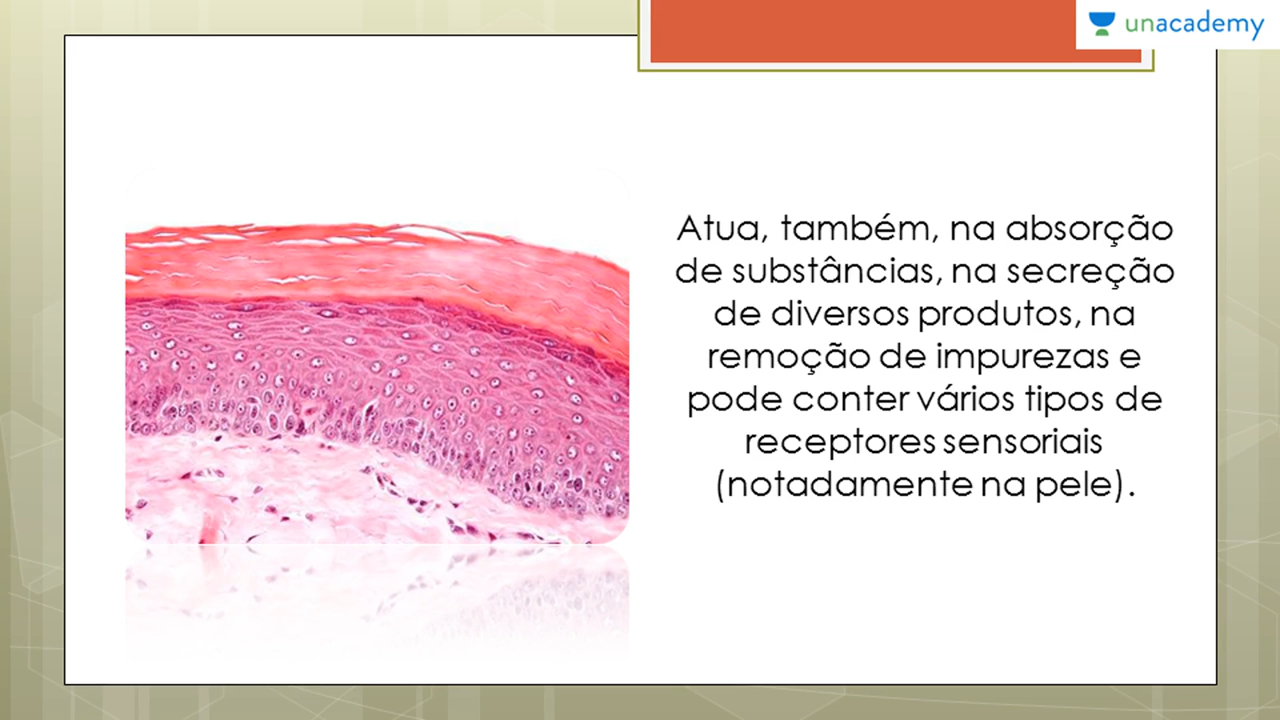 unacademy
Atua, também, na absorção
de substâncias, na secreção
de diversos produtos, na
remoção de impurezas e
pode conter vários tipos de
receptores sensoriais
(notadamente na pele).